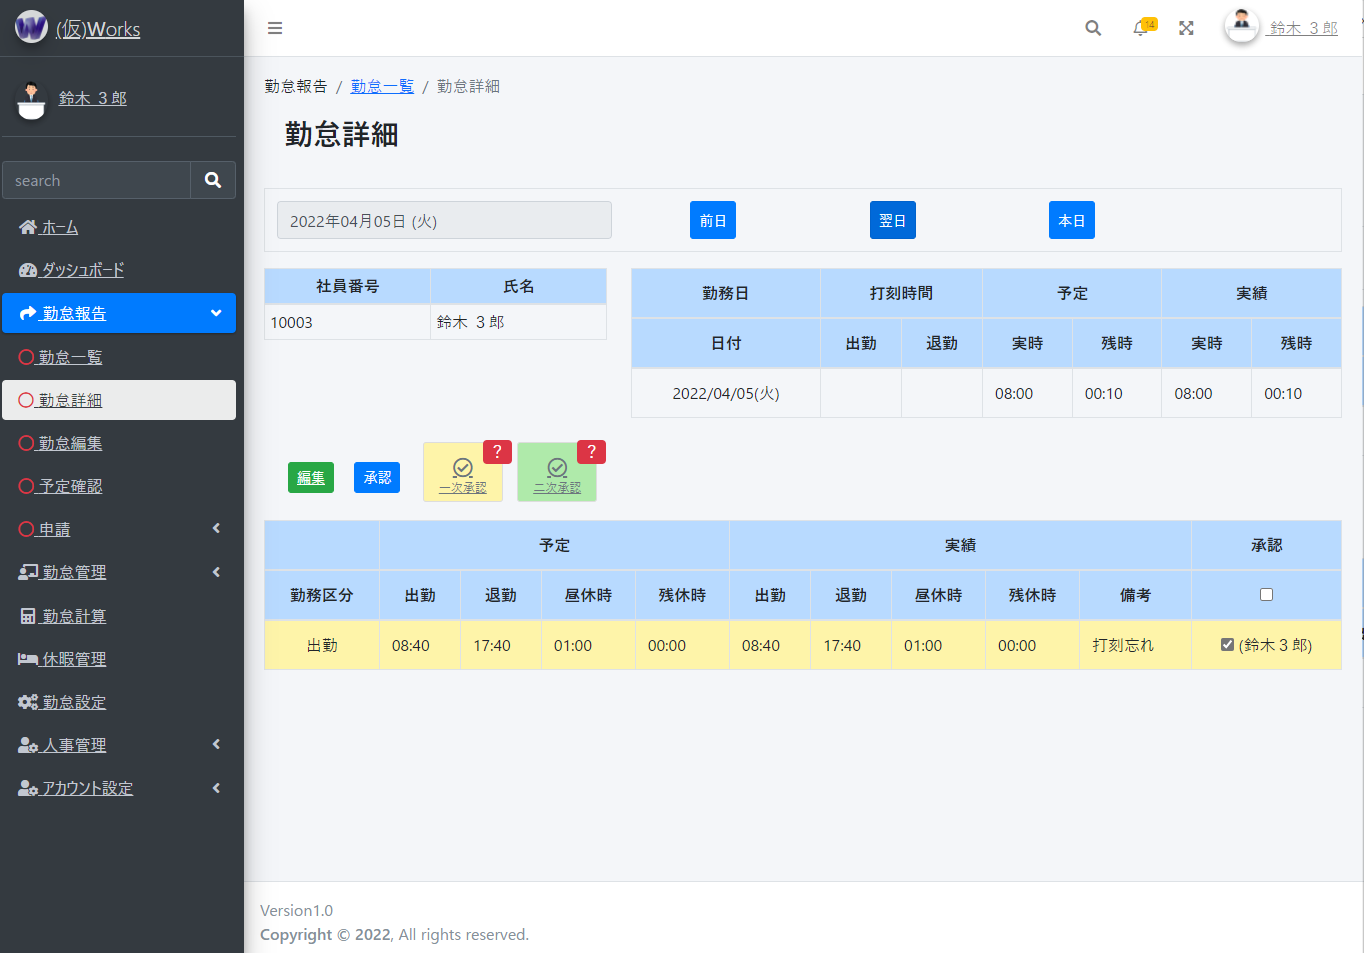 (仮)Works
14
鈴木 ３郎
鈴木 ３郎
search
ホーム
ダッシュボード
勤怠報告
勤怠一覧
勤怠詳細
勤怠編集
予定確認
申請
勤怠管理
勤怠計算
休暇管理
勤怠設定
人事管理
アカウント設定
勤怠報告 / 勤怠一覧 / 勤怠詳細
勤怠詳細
2022年04月05日 (火) 前日 翌日 本日
社員番号 氏名
10003 鈴木 ３郎
勤務日 打刻時間 予定 実績
日付 出勤 退勤 実時 残時 実時 残時
2022/04/05(火) 08:00 00:10 08:00 00:10
編集 承認 一次承認 ? 二次承認 ?
予定 実績 承認
勤務区分 出勤 退勤 昼休時 残休時 出勤 退勤 昼休時 残休時 備考
出勤 08:40 17:40 01:00 00:00 08:40 17:40 01:00 00:00 打刻忘れ (鈴木３郎)
Version1.0
Copyright © 2022, All rights reserved.